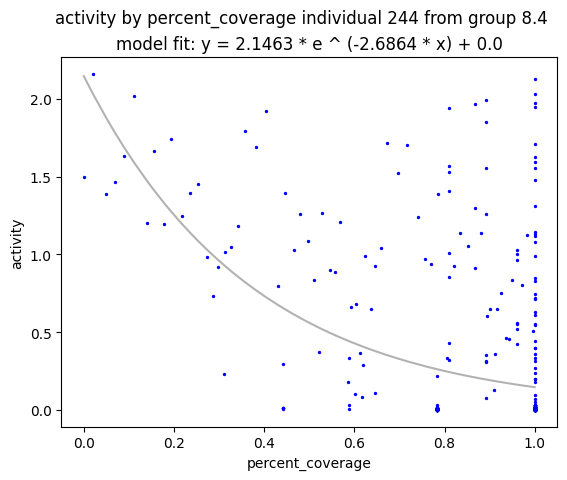 activity by percent_coverage individual 244 from group 8.4
model fit: y = 2.1463 * e ^ (-2.6864 * x) + 0.0
2.0
1.5
activity
1.0
0.5
0.0
0.0 0.2 0.4 0.6 0.8 1.0
percent_coverage